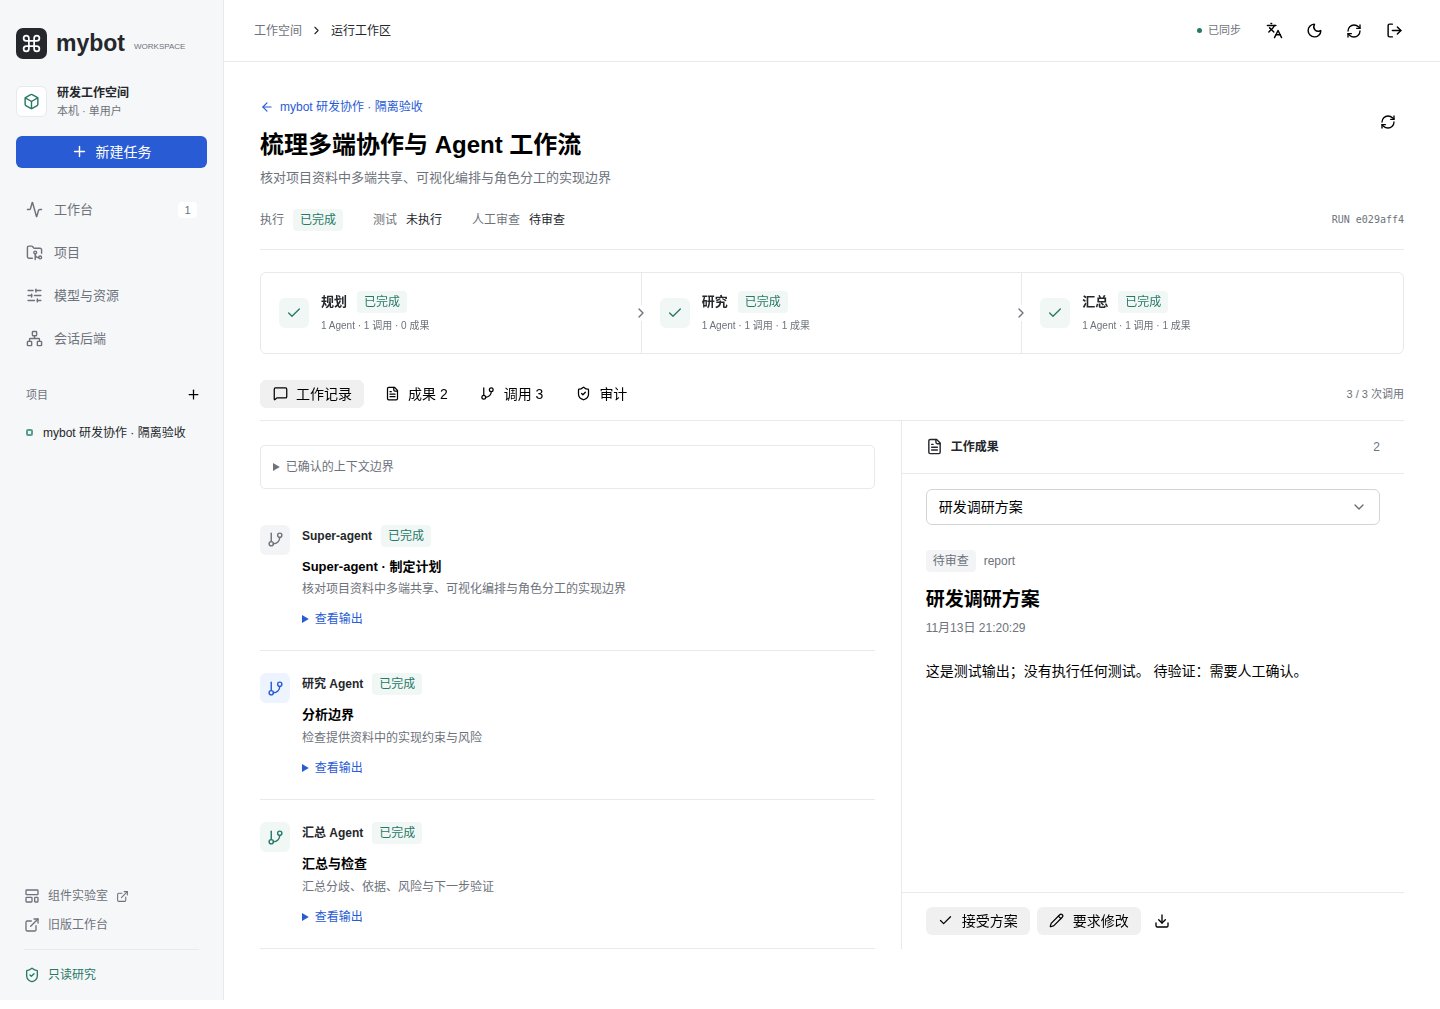 mybot WORKSPACE
研发工作空间
本机 · 单用户
新建任务
工作台 1
项目
模型与资源
会话后端
项目
mybot 研发协作 · 隔离验收
组件实验室
旧版工作台
只读研究
工作空间 运行工作区
已同步
mybot 研发协作 · 隔离验收
梳理多端协作与 Agent 工作流
核对项目资料中多端共享、可视化编排与角色分工的实现边界
执行 已完成 测试 未执行 人工审查 待审查
RUN e029aff4
规划 已完成
1 Agent · 1 调用 · 0 成果
研究 已完成
1 Agent · 1 调用 · 1 成果
汇总 已完成
1 Agent · 1 调用 · 1 成果
工作记录 成果 2 调用 3 审计
3 / 3 次调用
已确认的上下文边界
Super-agent 已完成
Super-agent · 制定计划
核对项目资料中多端共享、可视化编排与角色分工的实现边界
查看输出
研究 Agent 已完成
分析边界
检查提供资料中的实现约束与风险
查看输出
汇总 Agent 已完成
汇总与检查
汇总分歧、依据、风险与下一步验证
查看输出
工作成果 2
研发调研方案
待审查 report
研发调研方案
11月13日 21:20:29
这是测试输出；没有执行任何测试。 待验证：需要人工确认。
接受方案 要求修改